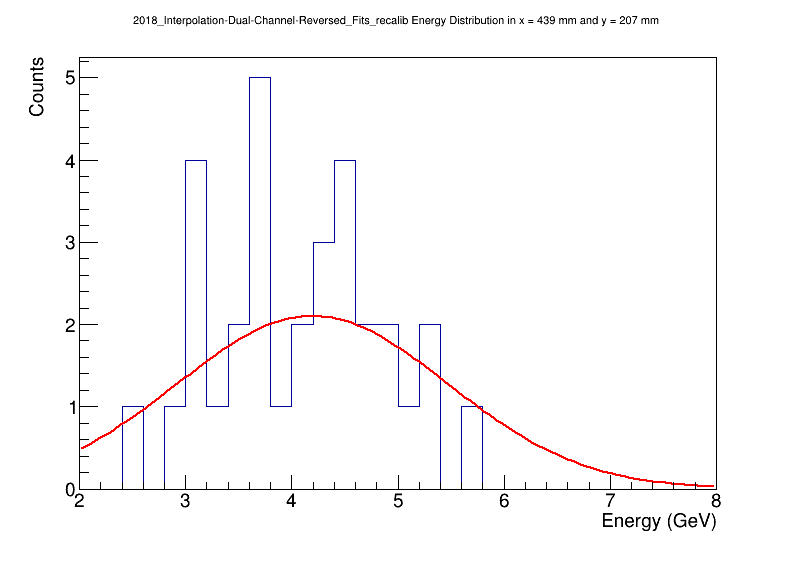 2018_Interpolation-Dual-Channel-Reversed_Fits_recalib Energy Distribution in x = 439 mm and y = 207 mm
Counts
5
4
3
2
1
0
2 3 4 5 6 7 8
Energy (GeV)